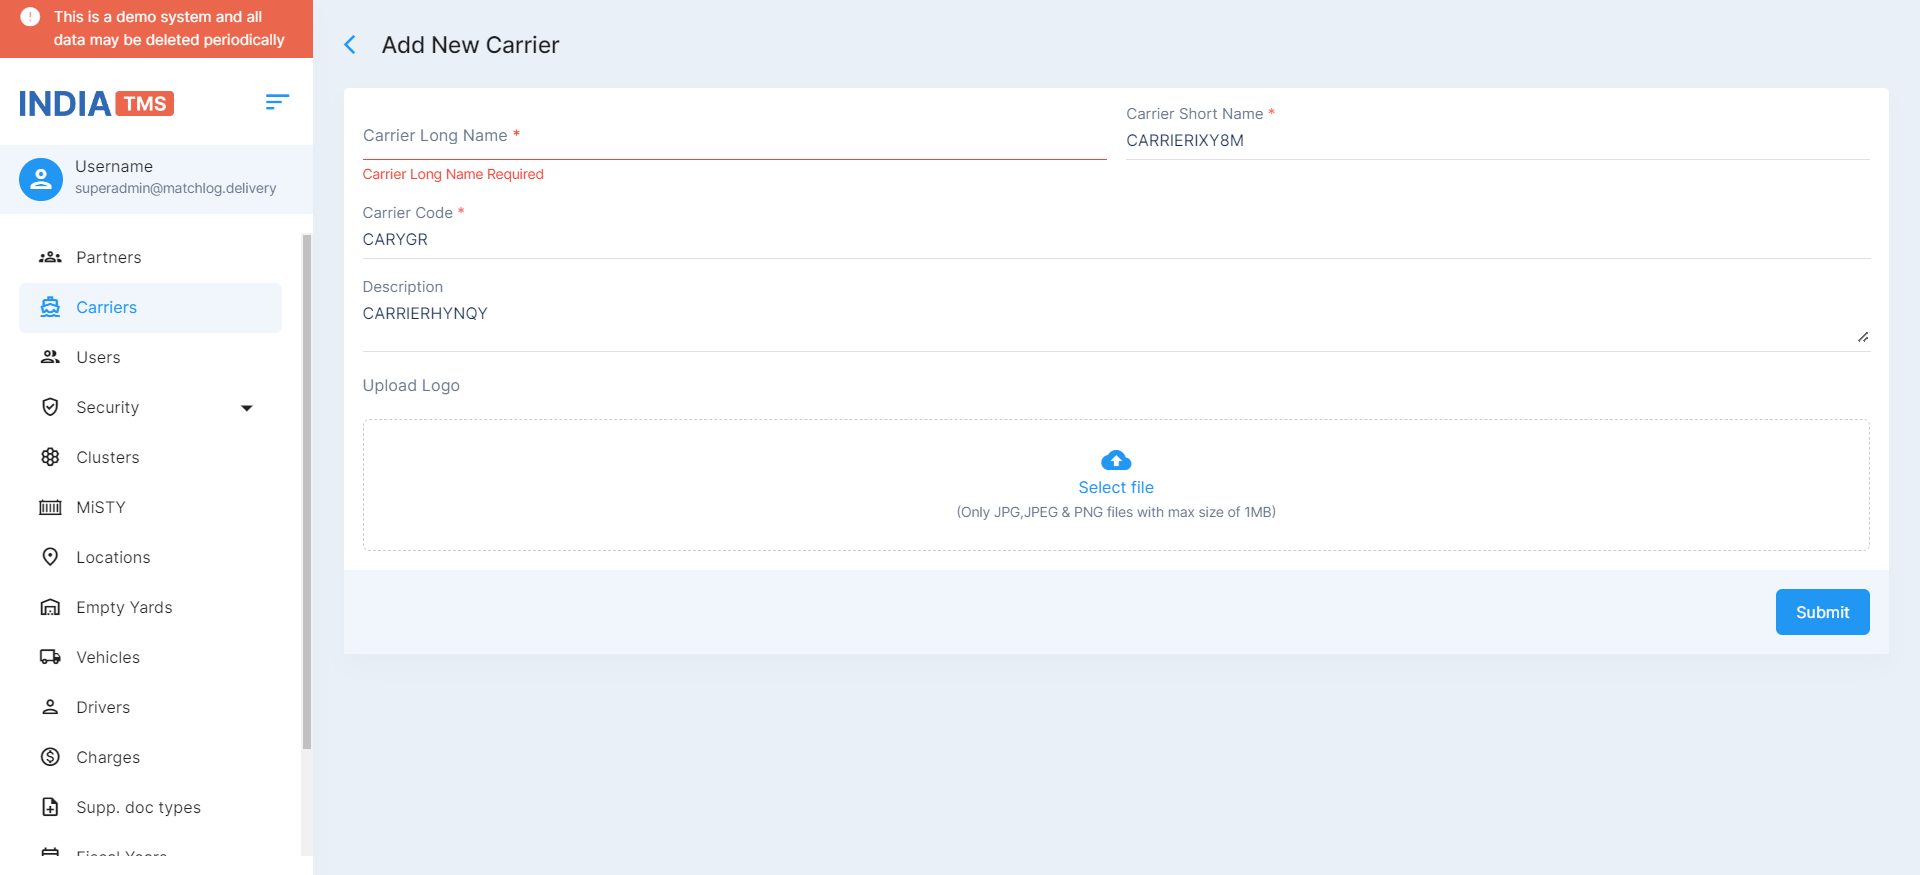 This is a demo system and all
data may be deleted periodically
INDIA TMS
Username
superadmin@matchlog.delivery
Partners
Carriers
Users
Security
Clusters
MiSTY
Locations
Empty Yards
Vehicles
Drivers
Charges
Supp. doc types
Fiscal Years
Add New Carrier
Carrier Long Name *
Carrier Long Name Required
Carrier Short Name *
CARRIERIXY8M
Carrier Code *
CARYGR
Description
CARRIERHYNQY
Upload Logo
Select file
(Only JPG,JPEG & PNG files with max size of 1MB)
Submit